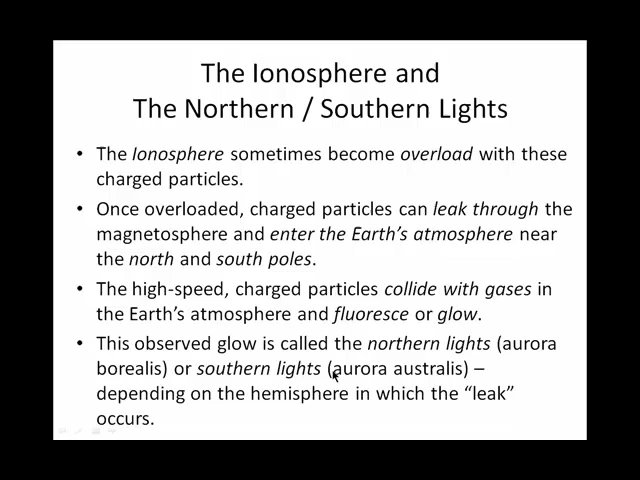 The Ionosphere and
The Northern / Southern Lights
• The Ionosphere sometimes become overload with these
charged particles.
• Once overloaded, charged particles can leak through the
magnetosphere and enter the Earth's atmosphere near
the north and south poles.
• The high-speed, charged particles collide with gases in
the Earth's atmosphere and fluoresce or glow.
• This observed glow is called the northern lights (aurora
borealis) or southern lights (aurora australis) –
depending on the hemisphere in which the “leak”
occurs.